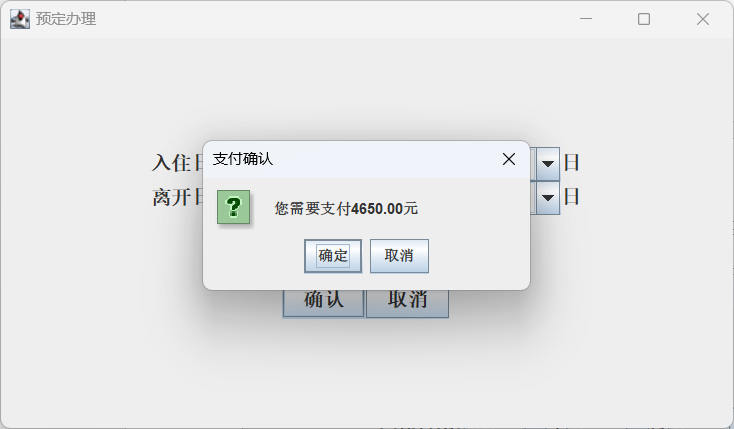 预定办理
支付确认
入住日
日
您需要支付4650.00元
离开日
日
确定 取消
确认 取消